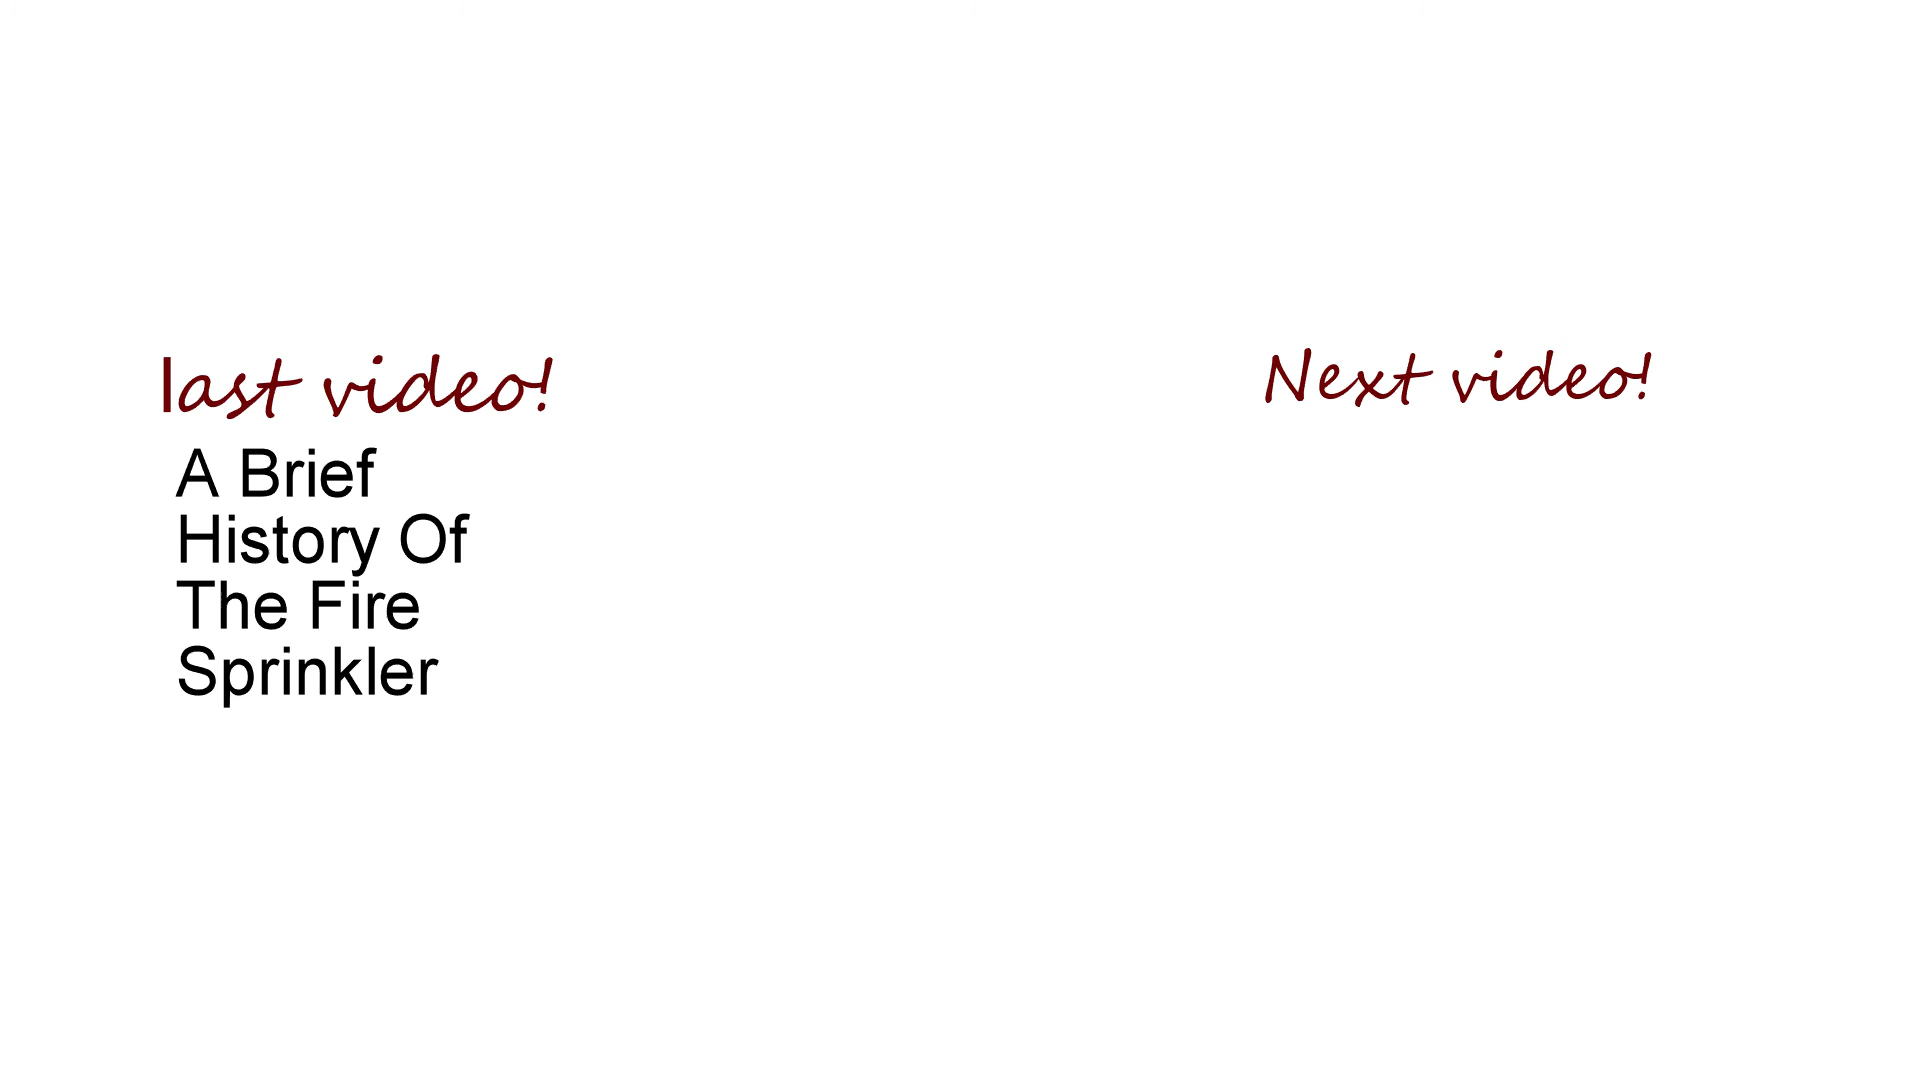 last video!
A Brief
History Of
The Fire
Sprinkler
Next video!